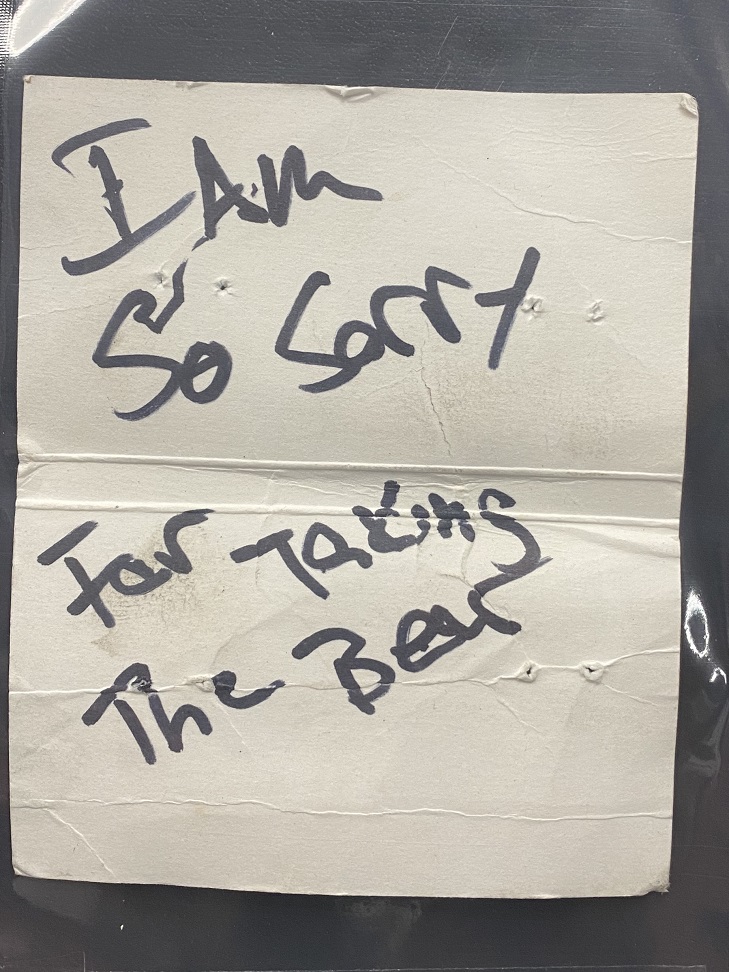 I Am
So Sorry
For Taking
The Bear